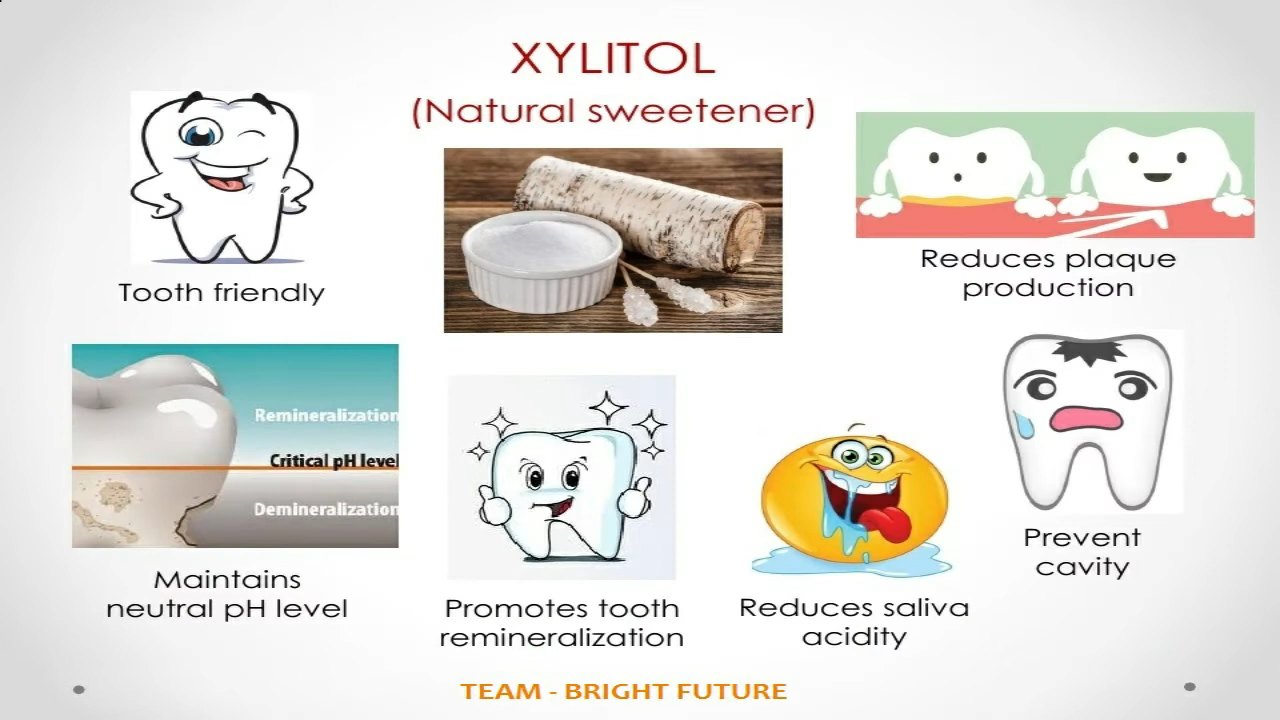 XYLITOL
(Natural sweetener)
Tooth friendly
Reduces plaque
production
Remineralization
Critical pH level
Demineralization
Maintains
neutral pH level
Promotes tooth
remineralization
Reduces saliva
acidity
Prevent
cavity
TEAM - BRIGHT FUTURE